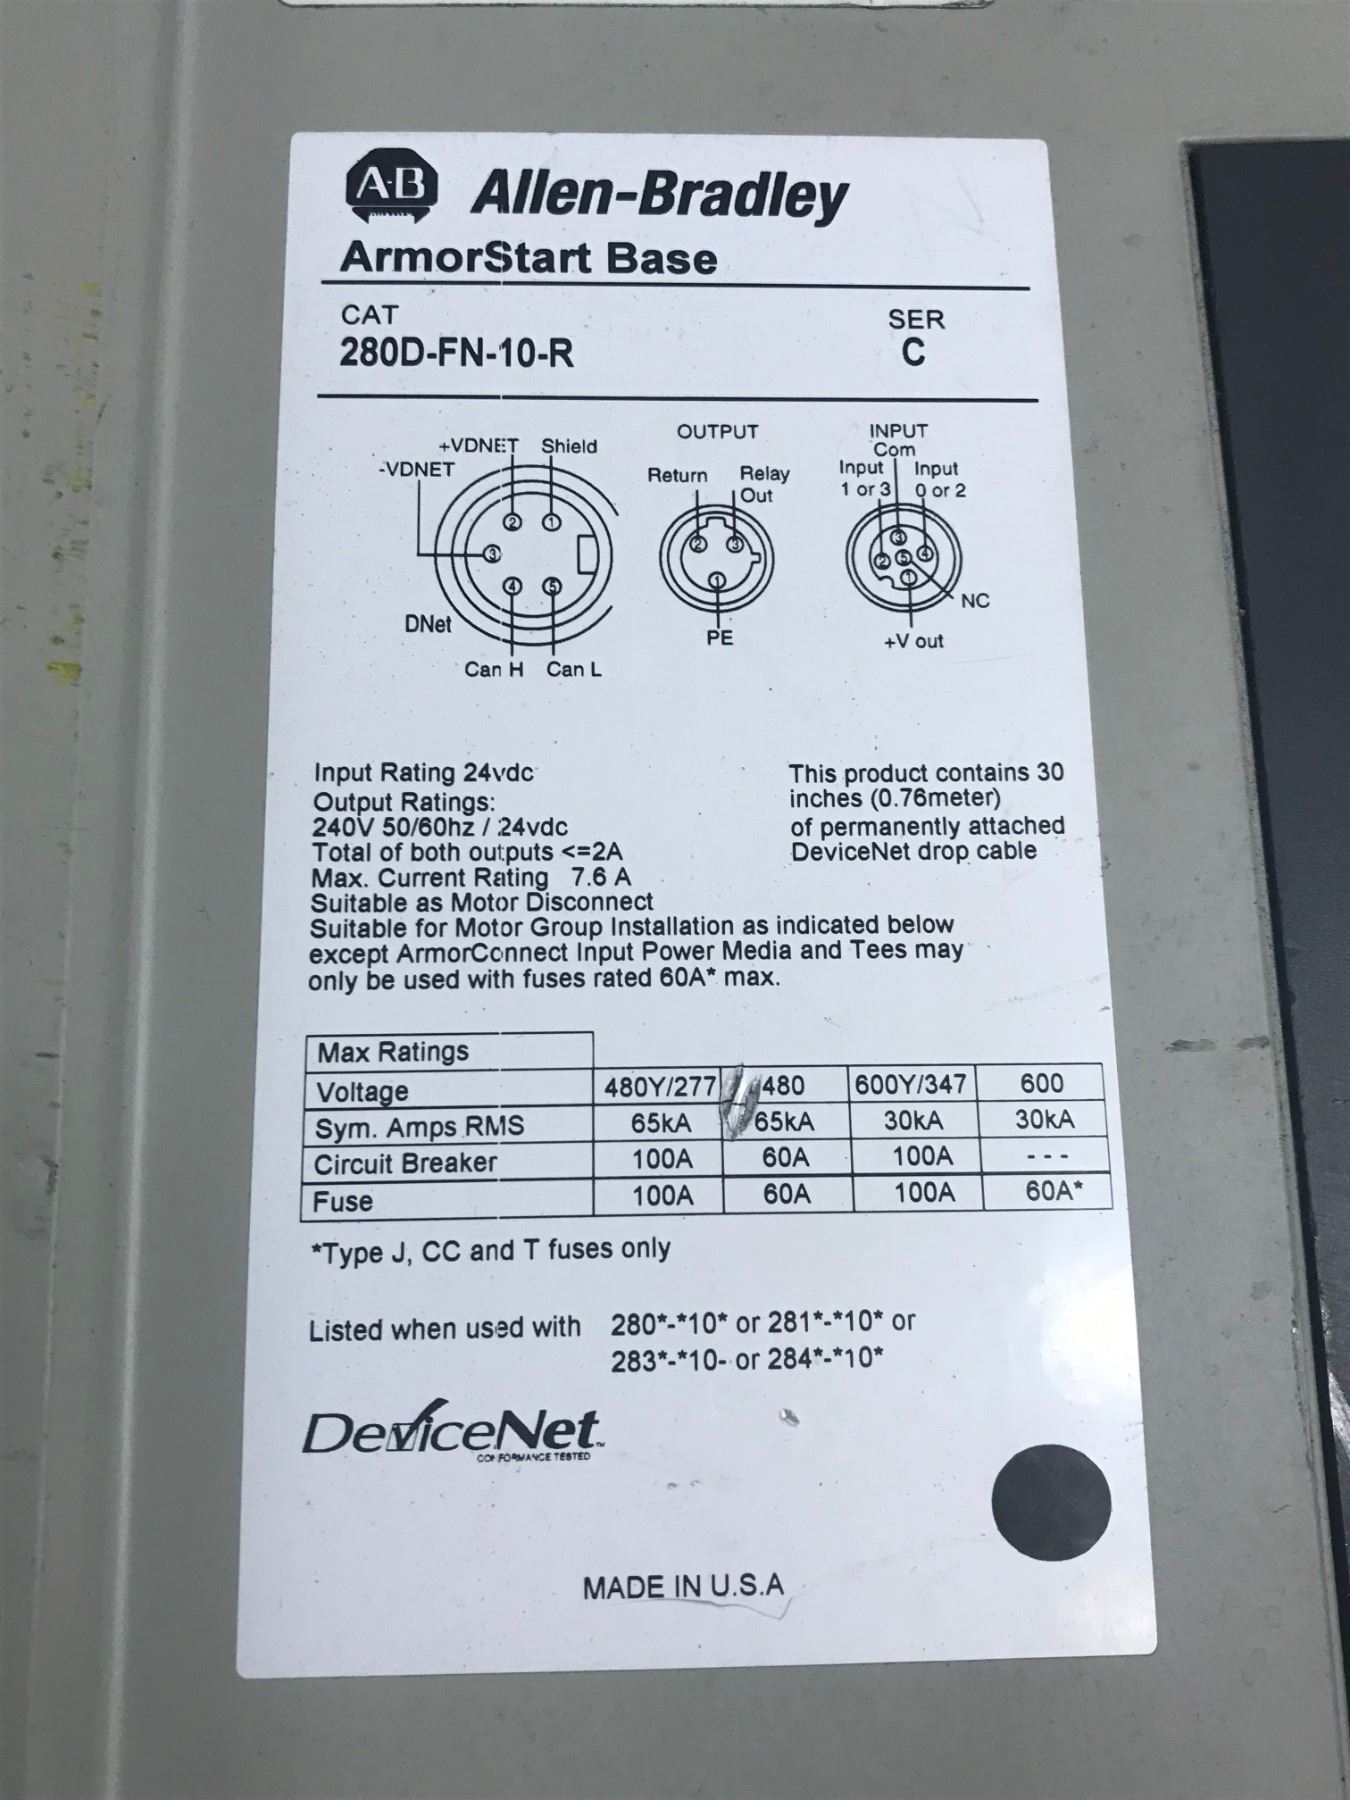 A-B Allen-Bradley
ArmorStart Base
CAT SER
280D-FN-10-R C
OUTPUT INPUT
+VDNET Shield Com
-VDNET Return Relay Out Input 1 or 3 Input 0 or 2
2 1 2 3 3
3 2 5 4
4 5 1 1
NC
DNet PE +V out
Can H Can L
Input Rating 24vdc
Output Ratings:
240V 50/60hz / 24vdc
Total of both outputs <=2A
Max. Current Rating 7.6 A
Suitable as Motor Disconnect
Suitable for Motor Group Installation as indicated below
except ArmorConnect Input Power Media and Tees may
only be used with fuses rated 60A* max.
This product contains 30
inches (0.76meter)
of permanently attached
DeviceNet drop cable
Max Ratings
Voltage 480Y/277 480 600Y/347 600
Sym. Amps RMS 65kA 65kA 30kA 30kA
Circuit Breaker 100A 60A 100A - - -
Fuse 100A 60A 100A 60A*
*Type J, CC and T fuses only
Listed when used with 280*-*10* or 281*-*10* or
283*-*10- or 284*-*10*
DeviceNet
CONFORMANCE TESTED
MADE IN U.S.A